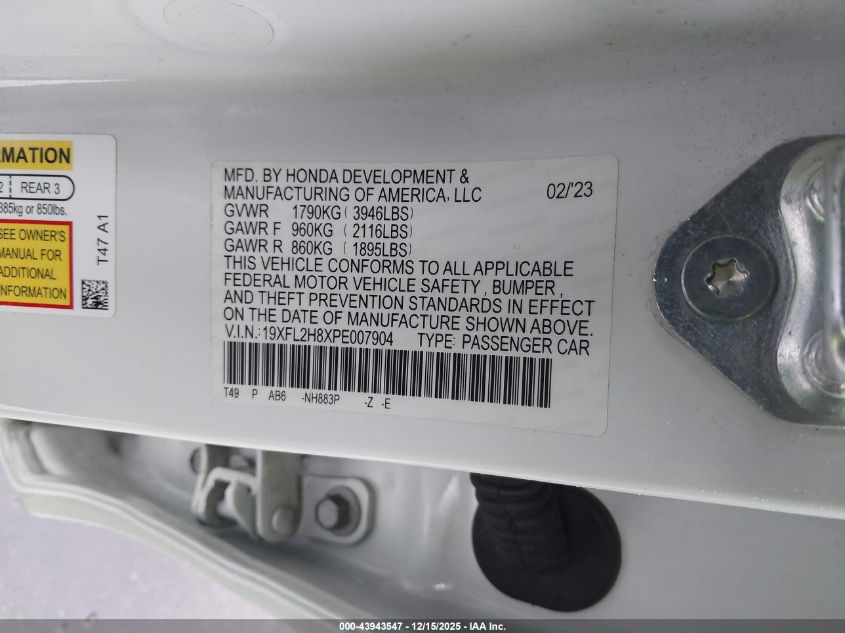 RMATION
2 REAR 3
385kg or 850lbs.
SEE OWNER'S
MANUAL FOR
ADDITIONAL
INFORMATION
T47 A1
MFD. BY HONDA DEVELOPMENT &
MANUFACTURING OF AMERICA, LLC 02/'23
GVWR 1790KG ( 3946LBS)
GAWR F 960KG ( 2116LBS)
GAWR R 860KG ( 1895LBS)
THIS VEHICLE CONFORMS TO ALL APPLICABLE
FEDERAL MOTOR VEHICLE SAFETY , BUMPER ,
AND THEFT PREVENTION STANDARDS IN EFFECT
ON THE DATE OF MANUFACTURE SHOWN ABOVE.
V.I.N.:19XFL2H8XPE007904 TYPE: PASSENGER CAR
T49 P AB6 -NH883P -Z -E
000-43943547 - 12/15/2025 - IAA Inc.